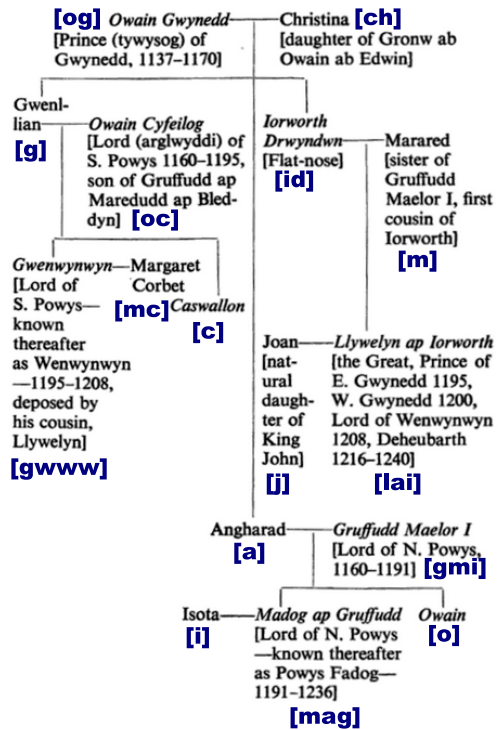 [og] Owain Gwynedd Christina [ch]
[Prince (tywysog) of
Gwynedd, 1137–1170]
[daughter of Gronw ab
Owain ab Edwin]
Gwenl-
lian
[g]
Owain Cyfeilog
[Lord (arglwyddi) of
S. Powys 1160–1195,
son of Gruffudd ap
Maredudd ap Bled-
dyn] [oc]
Iorworth
Drwyndwn
[Flat-nose]
[id]
Marared
[sister of
Gruffudd
Maelor I, first
cousin of
Iorworth]
[m]
Gwenwynwyn
[Lord of
S. Powys—
known
thereafter
as Wenwynwyn
—1195–1208,
deposed by
his cousin,
Llywelyn]
[gwww]
Margaret
Corbet
[mc]
Caswallon
[c]
Joan
[nat-
ural
daugh-
ter of
King
John]
[j]
Llywelyn ap Iorworth
[the Great, Prince of
E. Gwynedd 1195,
W. Gwynedd 1200,
Lord of Wenwynwyn
1208, Deheubarth
1216–1240]
[lai]
Angharad
[a]
Gruffudd Maelor I
[Lord of N. Powys,
1160–1191] [gmi]
Isota
[i]
Madog ap Gruffudd
[Lord of N. Powys
—known thereafter
as Powys Fadog—
1191–1236]
[mag]
Owain
[o]